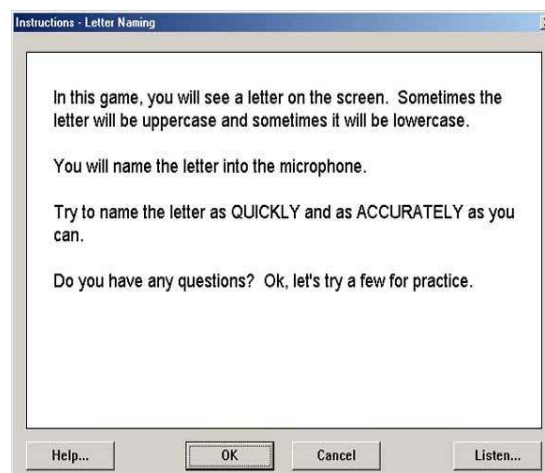 Instructions - Letter Naming
In this game, you will see a letter on the screen. Sometimes the
letter will be uppercase and sometimes it will be lowercase.
You will name the letter into the microphone.
Try to name the letter as QUICKLY and as ACCURATELY as you
can.
Do you have any questions? Ok, let's try a few for practice.
Help... OK Cancel Listen...